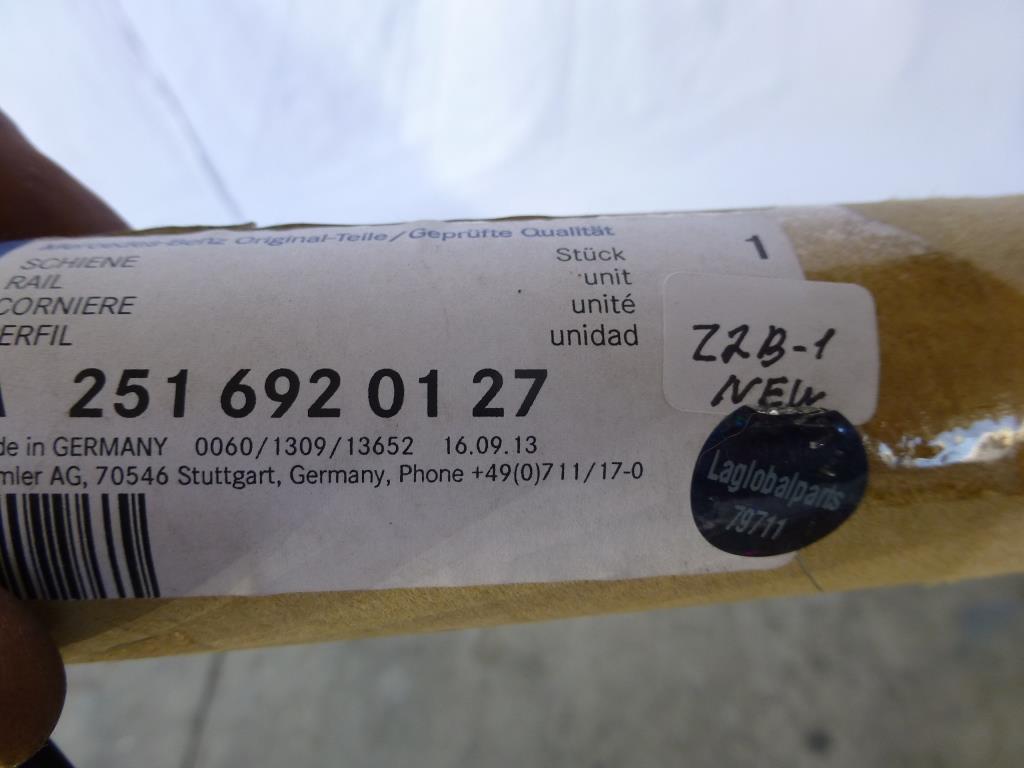 Mercedes-Benz Original-Teile/Geprüfte Qualität
SCHIENE
RAIL
CORNIERE
ERFIL
Stück 1
unit
unité
unidad
251 692 01 27
de in GERMANY 0060/1309/13652 16.09.13
mler AG, 70546 Stuttgart, Germany, Phone +49(0)711/17-0
Z2B-1
NEW
Laglobalparts
79711